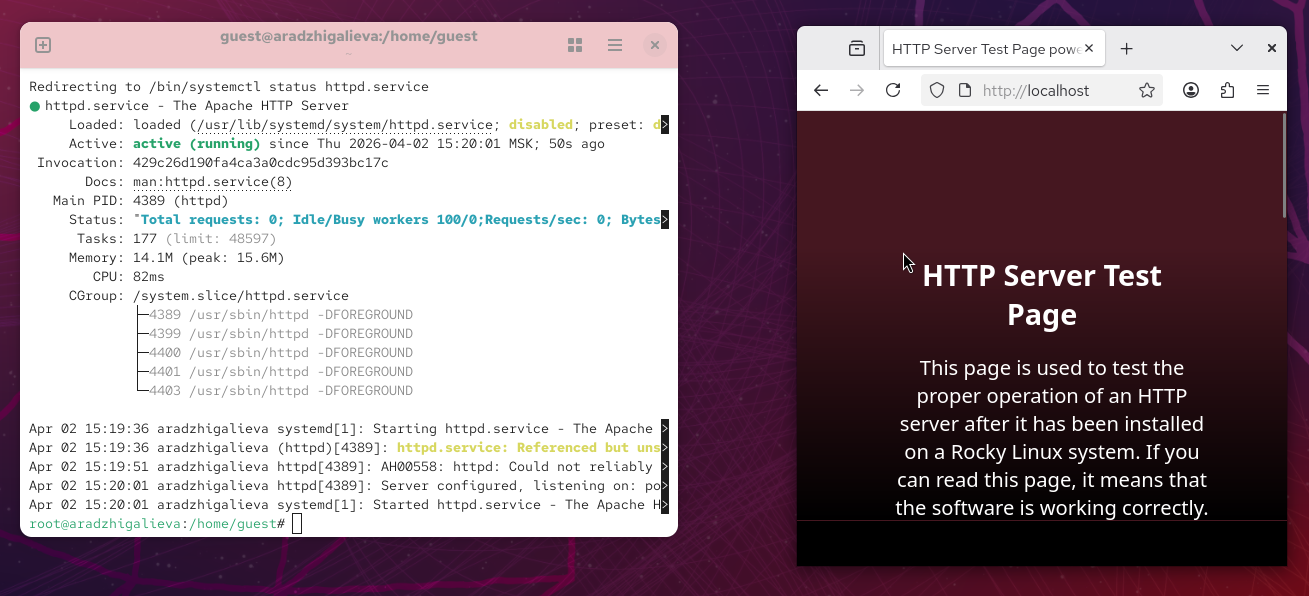 guest@aradzhigalieva:/home/guest
~
Redirecting to /bin/systemctl status httpd.service
● httpd.service - The Apache HTTP Server
Loaded: loaded (/usr/lib/systemd/system/httpd.service; disabled; preset: d>
Active: active (running) since Thu 2026-04-02 15:20:01 MSK; 50s ago
Invocation: 429c26d190fa4ca3a0cdc95d393bc17c
Docs: man:httpd.service(8)
Main PID: 4389 (httpd)
Status: "Total requests: 0; Idle/Busy workers 100/0;Requests/sec: 0; Bytes>
Tasks: 177 (limit: 48597)
Memory: 14.1M (peak: 15.6M)
CPU: 82ms
CGroup: /system.slice/httpd.service
├─4389 /usr/sbin/httpd -DFOREGROUND
├─4399 /usr/sbin/httpd -DFOREGROUND
├─4400 /usr/sbin/httpd -DFOREGROUND
├─4401 /usr/sbin/httpd -DFOREGROUND
└─4403 /usr/sbin/httpd -DFOREGROUND
Apr 02 15:19:36 aradzhigalieva systemd[1]: Starting httpd.service - The Apache >
Apr 02 15:19:36 aradzhigalieva (httpd)[4389]: httpd.service: Referenced but uns>
Apr 02 15:19:51 aradzhigalieva httpd[4389]: AH00558: httpd: Could not reliably >
Apr 02 15:20:01 aradzhigalieva httpd[4389]: Server configured, listening on: po>
Apr 02 15:20:01 aradzhigalieva systemd[1]: Started httpd.service - The Apache H>
root@aradzhigalieva:/home/guest#
HTTP Server Test Page powe
http://localhost
HTTP Server Test
Page
This page is used to test the
proper operation of an HTTP
server after it has been installed
on a Rocky Linux system. If you
can read this page, it means that
the software is working correctly.